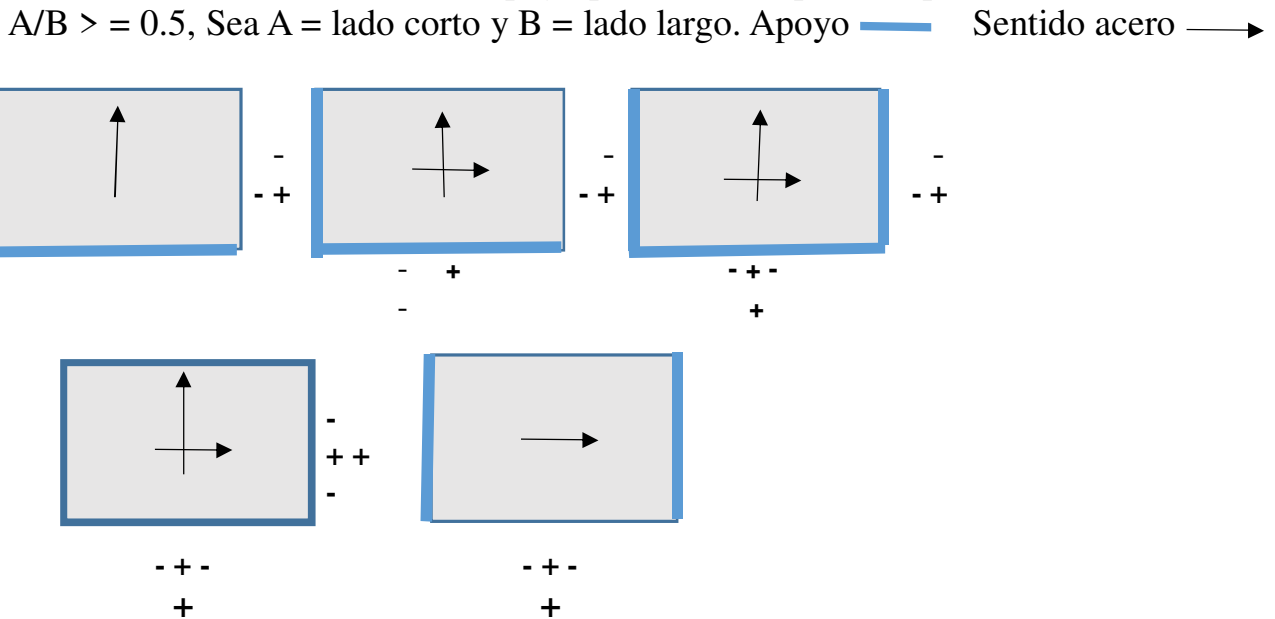 A/B > = 0.5, Sea A = lado corto y B = lado largo. Apoyo Sentido acero
- - -
- + - + - +
- + - + -
- +
-
+ +
-
- + - - + -
+ +